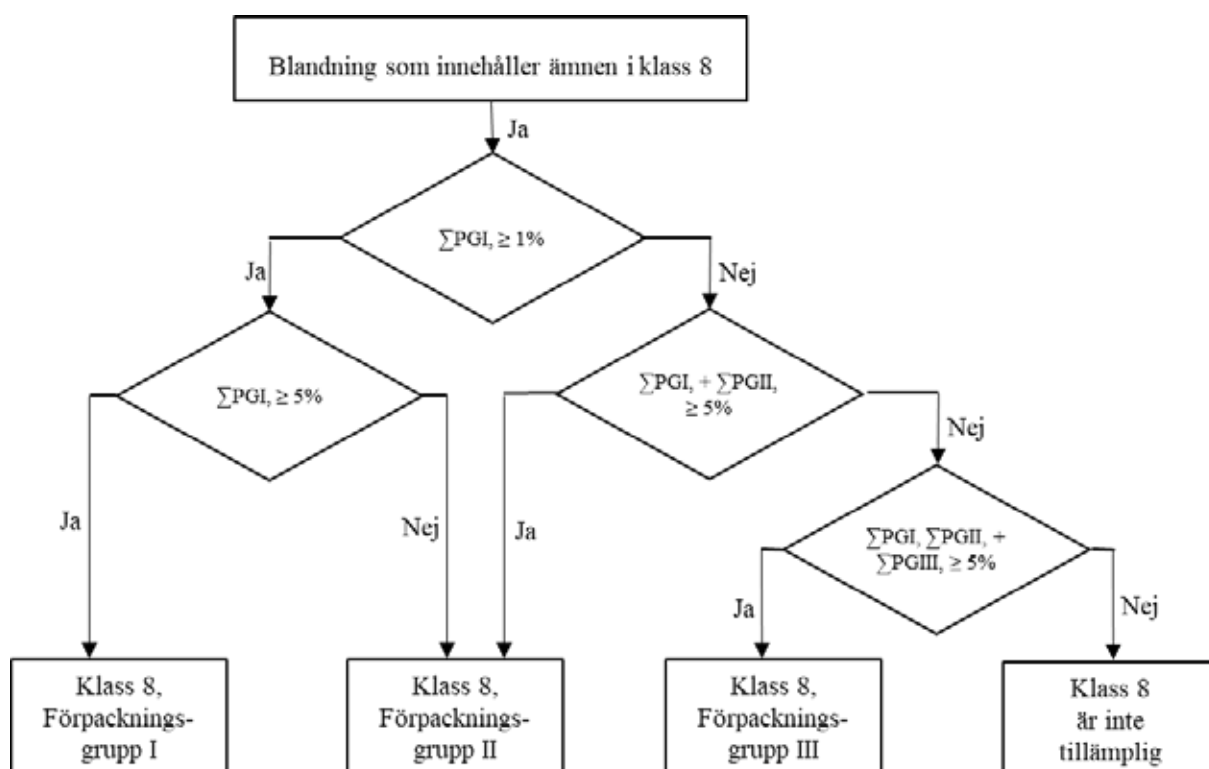 Blandning som innehåller ämnen i klass 8
Ja
∑PGI, ≥ 1%
Ja
Nej
∑PGI, ≥ 5%
∑PGI, + ∑PGII,
≥ 5%
Nej
Ja
Nej
Ja
∑PGI, ∑PGII, +
∑PGIII, ≥ 5%
Ja
Nej
Klass 8,
Förpacknings-
grupp I
Klass 8,
Förpacknings-
grupp II
Klass 8,
Förpacknings-
grupp III
Klass 8
är inte
tillämplig